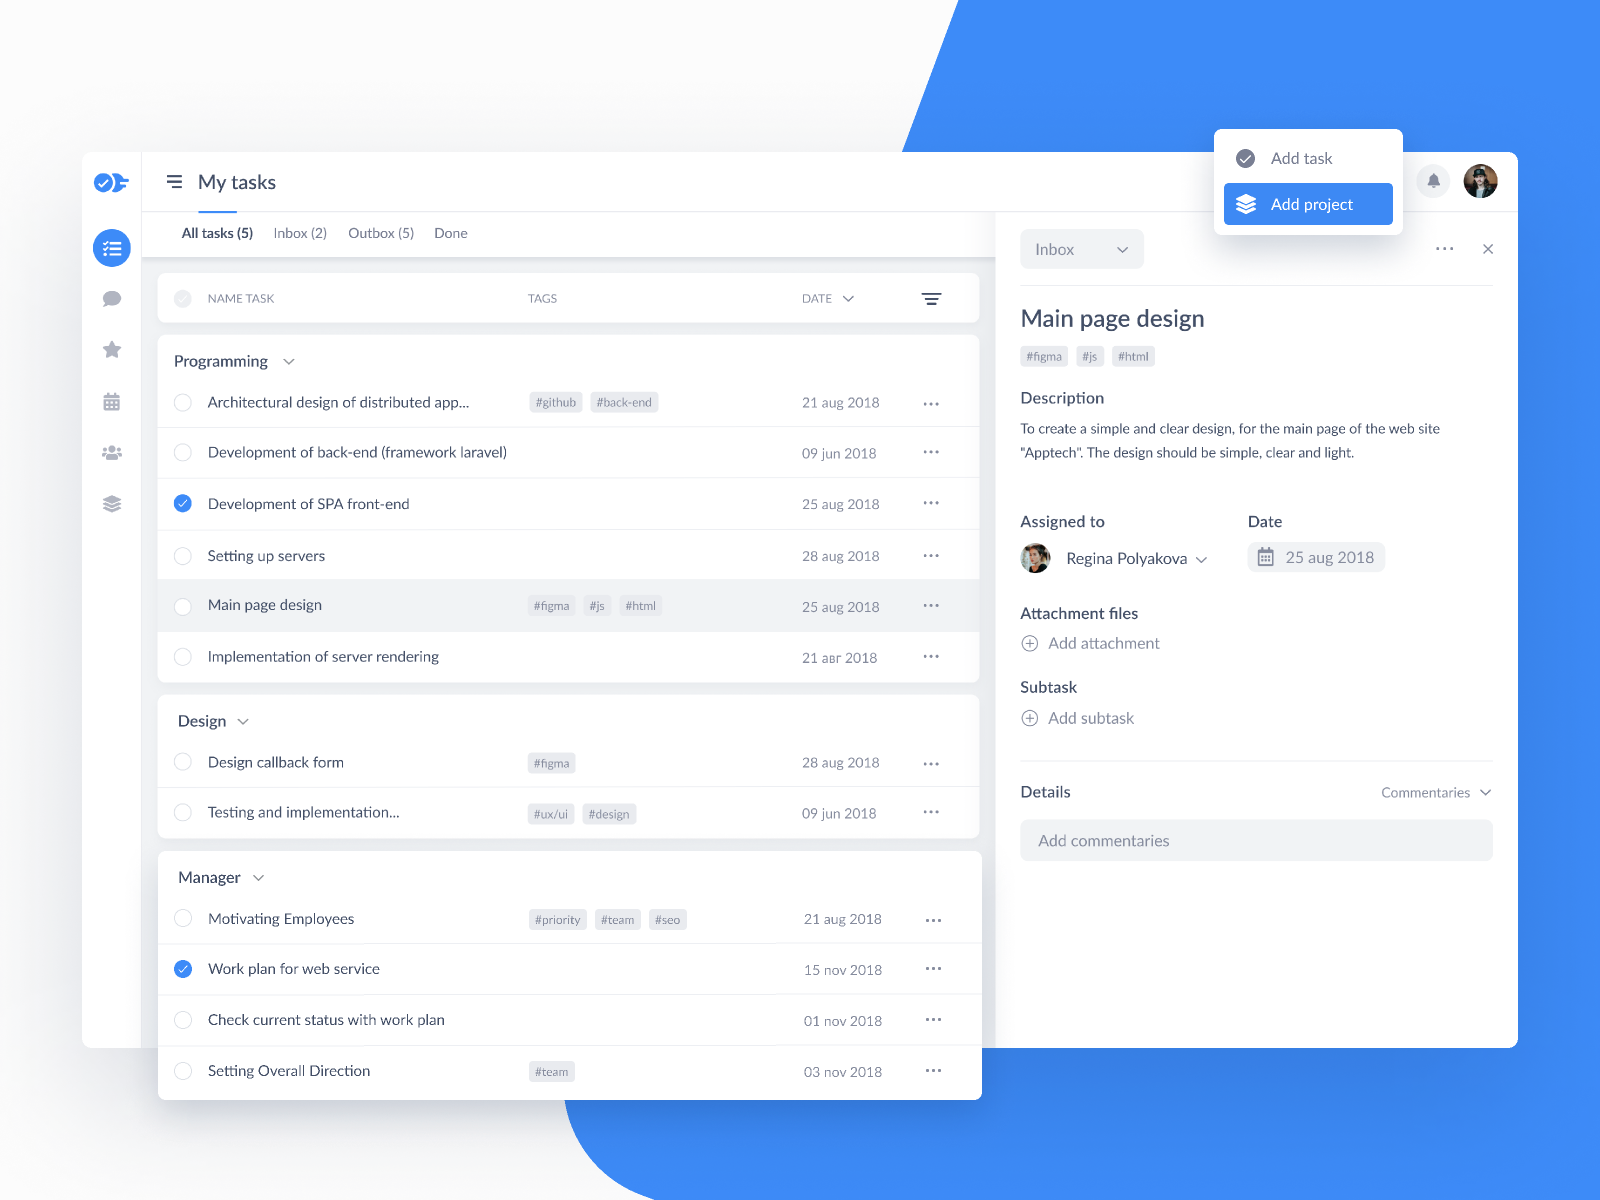 My tasks
Add task
Add project
All tasks (5) Inbox (2) Outbox (5) Done
NAME TASK TAGS DATE
Programming
Architectural design of distributed app... #github #back-end 21 aug 2018
Development of back-end (framework laravel) 09 jun 2018
Development of SPA front-end 25 aug 2018
Setting up servers 28 aug 2018
Main page design #figma #js #html 25 aug 2018
Implementation of server rendering 21 авг 2018
Design
Design callback form #figma 28 aug 2018
Testing and implementation... #ux/ui #design 09 jun 2018
Manager
Motivating Employees #priority #team #seo 21 aug 2018
Work plan for web service 15 nov 2018
Check current status with work plan 01 nov 2018
Setting Overall Direction #team 03 nov 2018
Inbox
Main page design
#figma #js #html
Description
To create a simple and clear design, for the main page of the web site
"Apptech". The design should be simple, clear and light.
Assigned to Date
Regina Polyakova 25 aug 2018
Attachment files
Add attachment
Subtask
Add subtask
Details Commentaries
Add commentaries